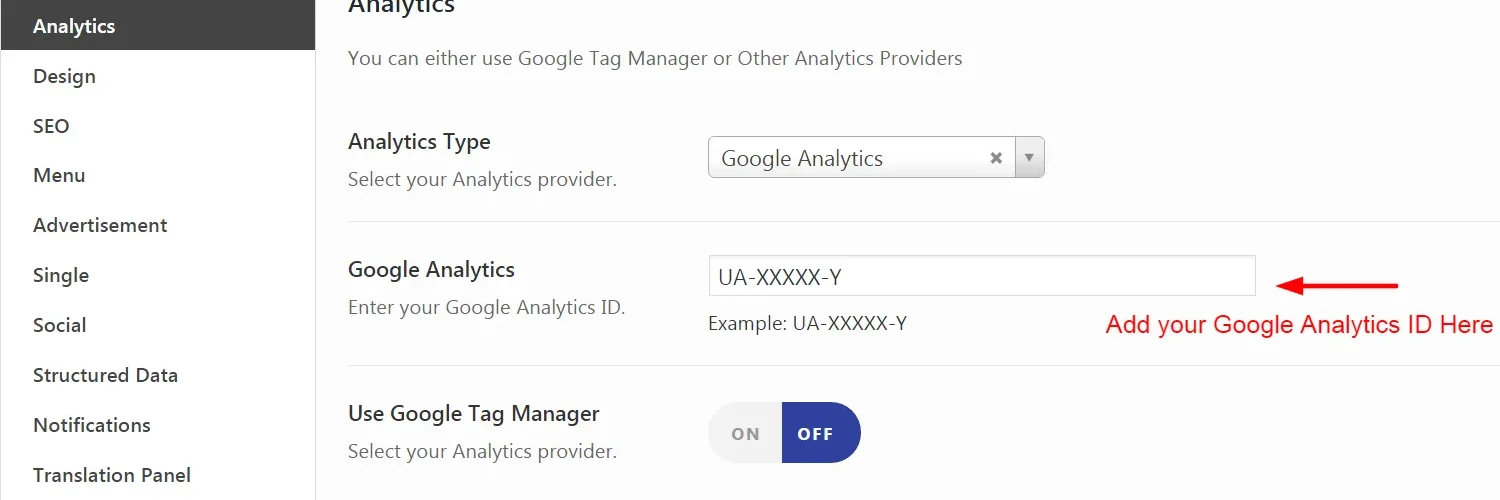 Analytics
Design
SEO
Menu
Advertisement
Single
Social
Structured Data
Notifications
Translation Panel
Analytics
You can either use Google Tag Manager or Other Analytics Providers
Analytics Type
Select your Analytics provider.
Google Analytics
Google Analytics
Enter your Google Analytics ID.
UA-XXXXX-Y
Example: UA-XXXXX-Y
Add your Google Analytics ID Here
Use Google Tag Manager
Select your Analytics provider.
ON OFF